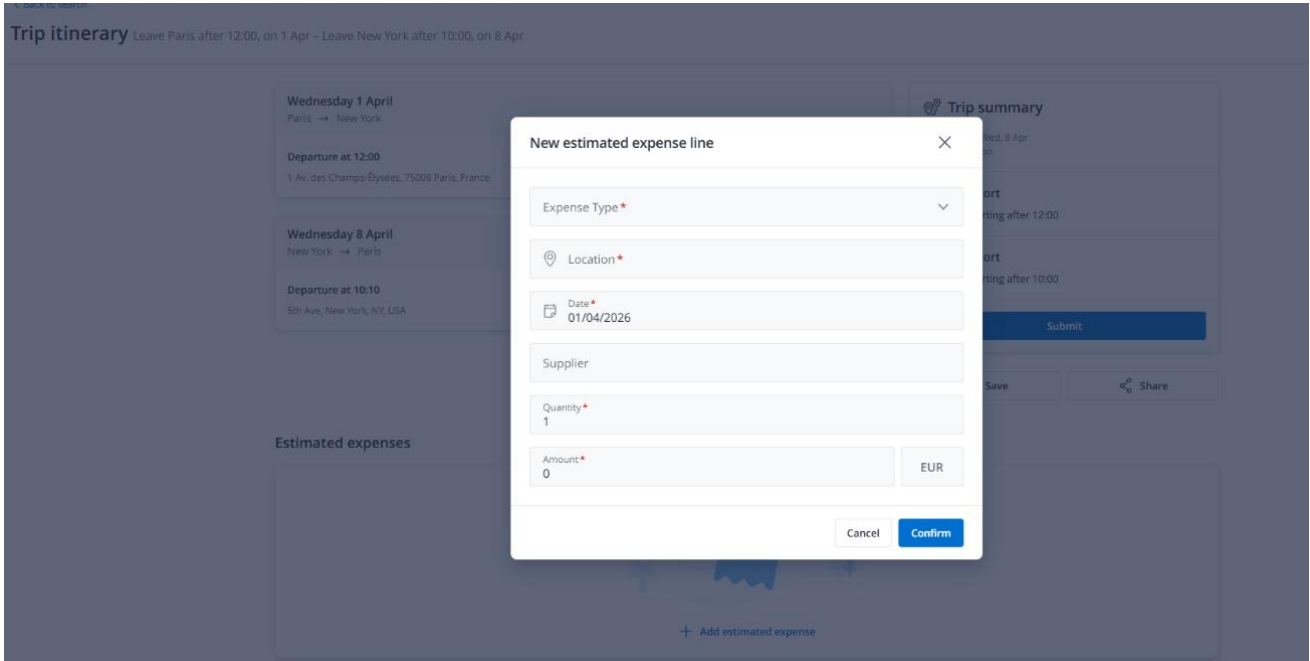 Back to search
Trip itinerary Leave Paris after 12:00, on 1 Apr – Leave New York after 10:00, on 8 Apr
Wednesday 1 April
Paris → New York
Departure at 12:00
1 Av. des Champs-Élysées, 75008 Paris, France
Wednesday 8 April
New York → Paris
Departure at 10:10
5th Ave, New York, NY, USA
Trip summary
Wed, 8 Apr
ort
rting after 12:00
ort
rting after 10:00
Submit
Save
Share
New estimated expense line
Expense Type*
Location*
Date*
01/04/2026
Supplier
Quantity*
1
Amount*
0
EUR
Cancel
Confirm
Estimated expenses
+ Add estimated expense